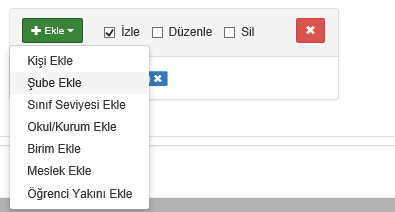 Ekle İzle Düzenle Sil
Kişi Ekle
Şube Ekle
Sınıf Seviyesi Ekle
Okul/Kurum Ekle
Birim Ekle
Meslek Ekle
Öğrenci Yakını Ekle